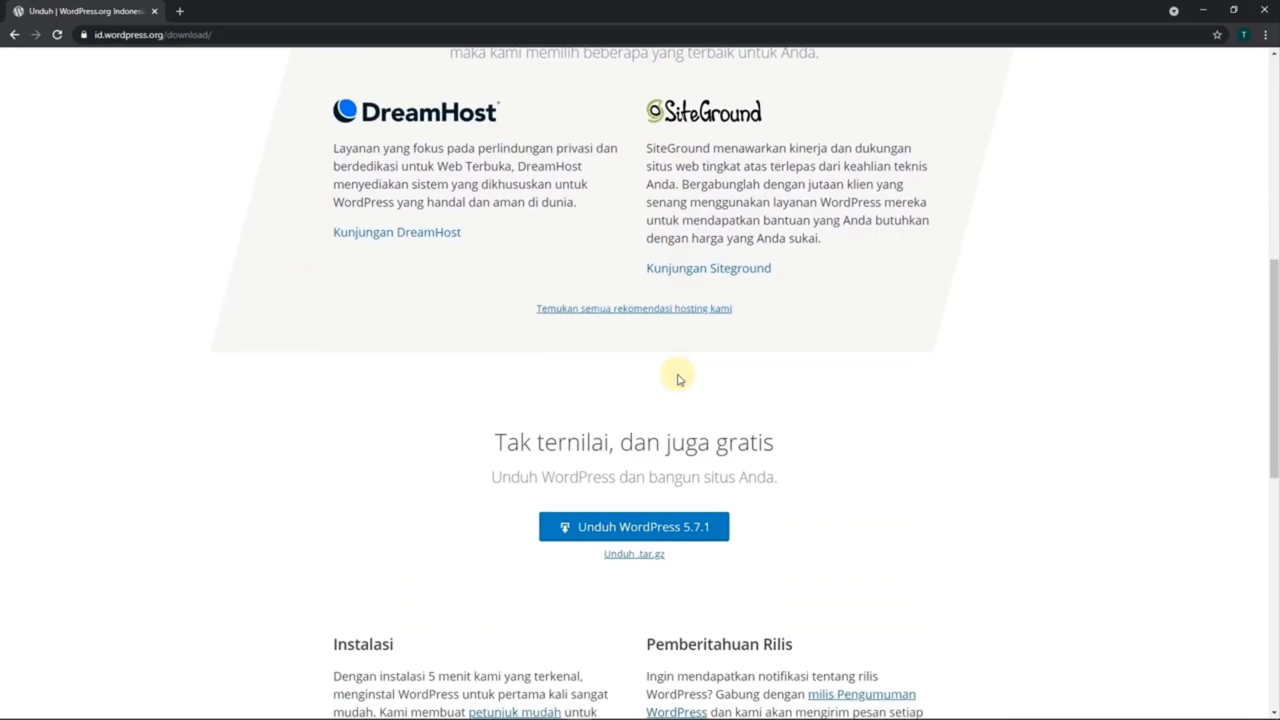 Unduh | WordPress.org Indones
id.wordpress.org/download/
T
maka kami memilih beberapa yang terbaik untuk Anda.
DreamHost
Layanan yang fokus pada perlindungan privasi dan
berdedikasi untuk Web Terbuka, DreamHost
menyediakan sistem yang dikhususkan untuk
WordPress yang handal dan aman di dunia.
Kunjungan DreamHost
SiteGround
SiteGround menawarkan kinerja dan dukungan
situs web tingkat atas terlepas dari keahlian teknis
Anda. Bergabunglah dengan jutaan klien yang
senang menggunakan layanan WordPress mereka
untuk mendapatkan bantuan yang Anda butuhkan
dengan harga yang Anda sukai.
Kunjungan Siteground
Temukan semua rekomendasi hosting kami
Tak ternilai, dan juga gratis
Unduh WordPress dan bangun situs Anda.
Unduh WordPress 5.7.1
Unduh .tar.gz
Instalasi
Dengan instalasi 5 menit kami yang terkenal,
menginstal WordPress untuk pertama kali sangat
mudah. Kami membuat petunjuk mudah untuk
Pemberitahuan Rilis
Ingin mendapatkan notifikasi tentang rilis
WordPress? Gabung dengan milis Pengumuman
WordPress dan kami akan mengirim pesan setiap